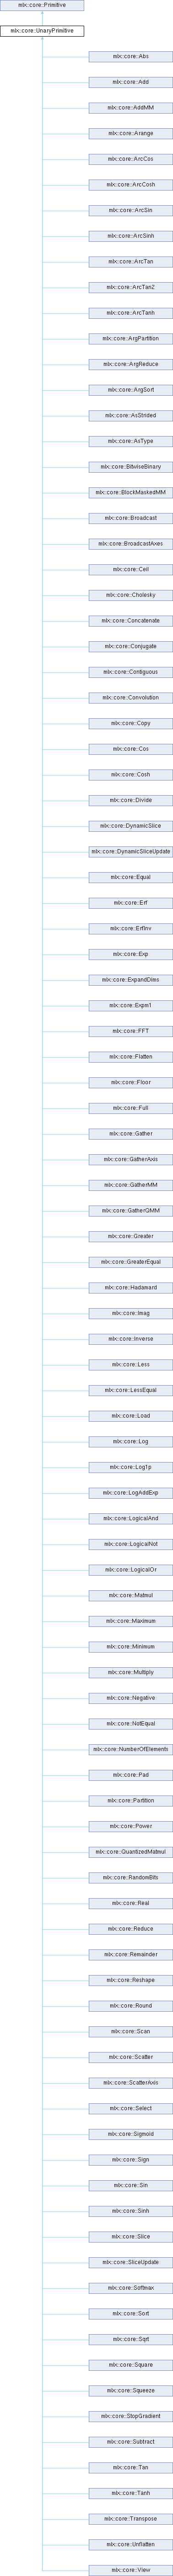 mlx::core::Primitive
mlx::core::UnaryPrimitive
mlx::core::Abs
mlx::core::Add
mlx::core::AddMM
mlx::core::Arange
mlx::core::ArcCos
mlx::core::ArcCosh
mlx::core::ArcSin
mlx::core::ArcSinh
mlx::core::ArcTan
mlx::core::ArcTan2
mlx::core::ArcTanh
mlx::core::ArgPartition
mlx::core::ArgReduce
mlx::core::ArgSort
mlx::core::AsStrided
mlx::core::AsType
mlx::core::BitwiseBinary
mlx::core::BlockMaskedMM
mlx::core::Broadcast
mlx::core::BroadcastAxes
mlx::core::Ceil
mlx::core::Cholesky
mlx::core::Concatenate
mlx::core::Conjugate
mlx::core::Contiguous
mlx::core::Convolution
mlx::core::Copy
mlx::core::Cos
mlx::core::Cosh
mlx::core::Divide
mlx::core::DynamicSlice
mlx::core::DynamicSliceUpdate
mlx::core::Equal
mlx::core::Erf
mlx::core::ErfInv
mlx::core::Exp
mlx::core::ExpandDims
mlx::core::Expm1
mlx::core::FFT
mlx::core::Flatten
mlx::core::Floor
mlx::core::Full
mlx::core::Gather
mlx::core::GatherAxis
mlx::core::GatherMM
mlx::core::GatherQMM
mlx::core::Greater
mlx::core::GreaterEqual
mlx::core::Hadamard
mlx::core::Imag
mlx::core::Inverse
mlx::core::Less
mlx::core::LessEqual
mlx::core::Load
mlx::core::Log
mlx::core::Log1p
mlx::core::LogAddExp
mlx::core::LogicalAnd
mlx::core::LogicalNot
mlx::core::LogicalOr
mlx::core::Matmul
mlx::core::Maximum
mlx::core::Minimum
mlx::core::Multiply
mlx::core::Negative
mlx::core::NotEqual
mlx::core::NumberOfElements
mlx::core::Pad
mlx::core::Partition
mlx::core::Power
mlx::core::QuantizedMatmul
mlx::core::RandomBits
mlx::core::Real
mlx::core::Reduce
mlx::core::Remainder
mlx::core::Reshape
mlx::core::Round
mlx::core::Scan
mlx::core::Scatter
mlx::core::ScatterAxis
mlx::core::Select
mlx::core::Sigmoid
mlx::core::Sign
mlx::core::Sin
mlx::core::Sinh
mlx::core::Slice
mlx::core::SliceUpdate
mlx::core::Softmax
mlx::core::Sort
mlx::core::Sqrt
mlx::core::Square
mlx::core::Squeeze
mlx::core::StopGradient
mlx::core::Subtract
mlx::core::Tan
mlx::core::Tanh
mlx::core::Transpose
mlx::core::Unflatten
mlx::core::View